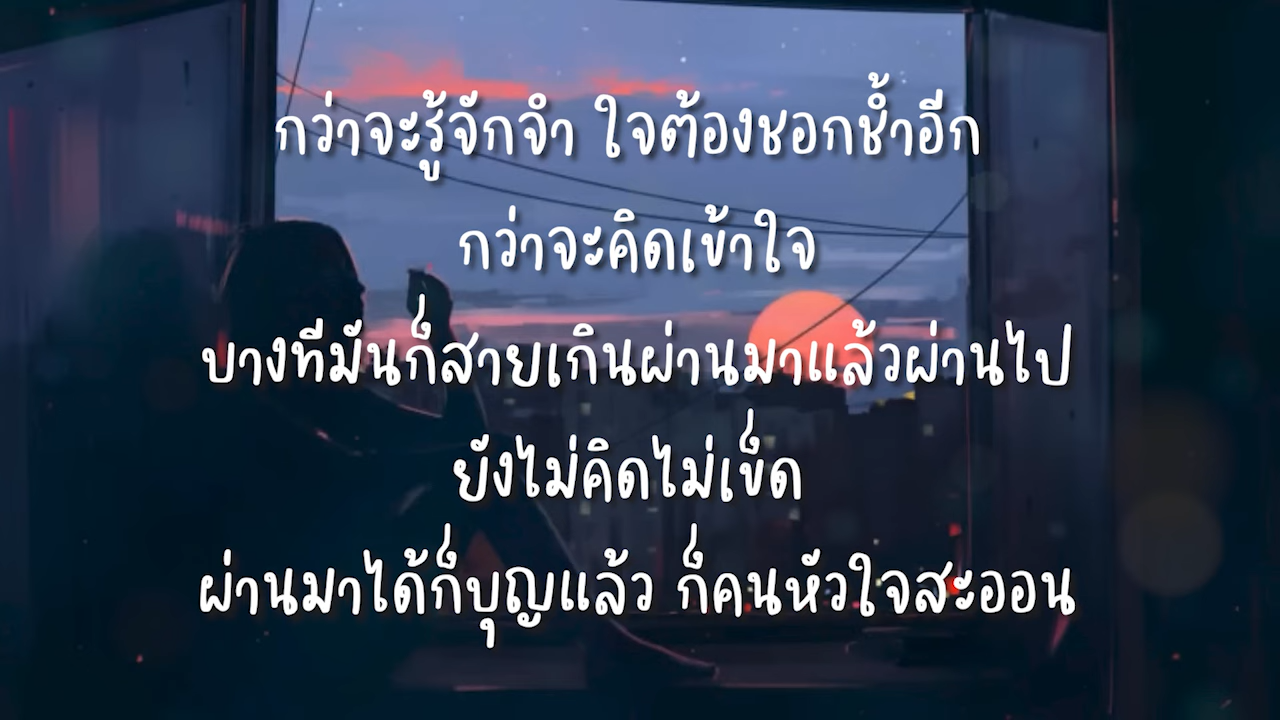 กว่าจะรู้จักจำ ใจต้องชอกช้ำอีก
กว่าจะคิดเข้าใจ
บางทีมันก็สายเกินผ่านมาแล้วผ่านไป
ยังไม่คิดไม่เข็ด
ผ่านมาได้ก็บุญแล้ว ก็คนหัวใจสะออน